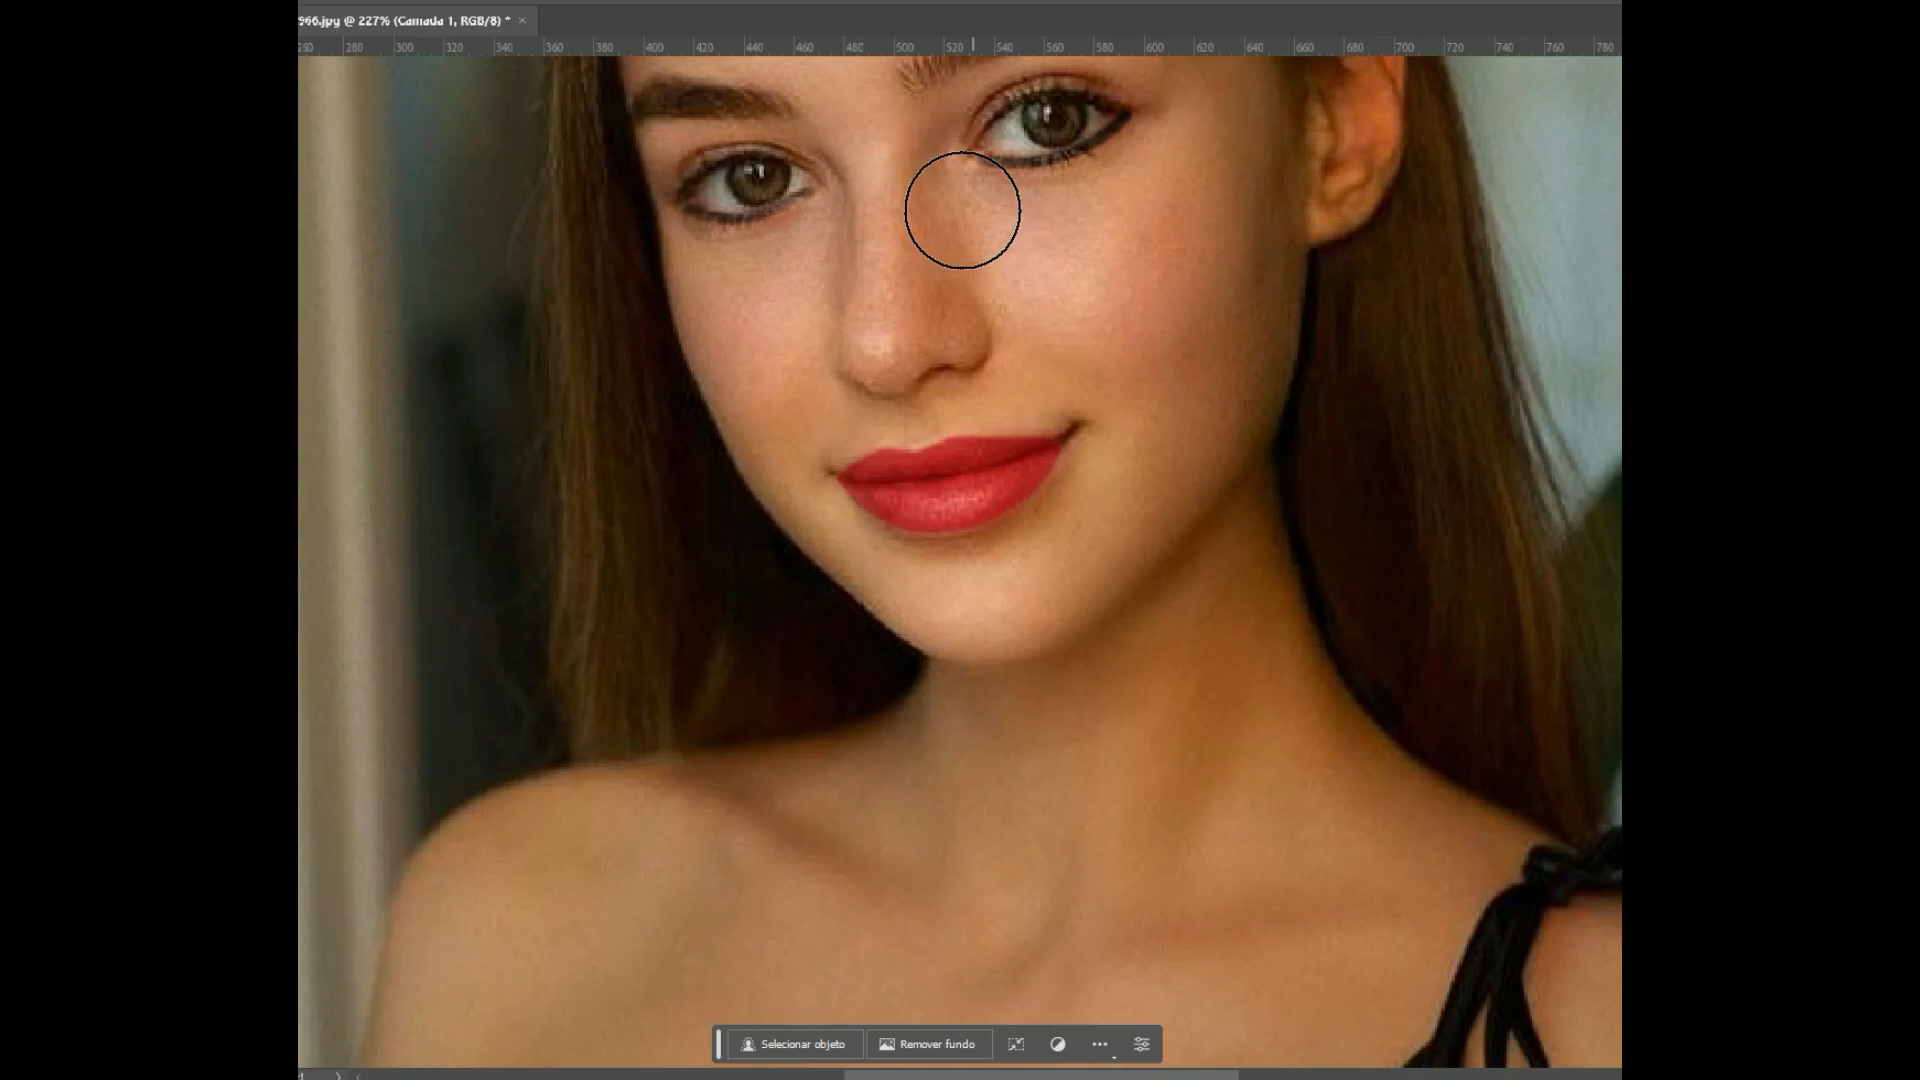 966.jpg @ 227% (Camada 1, RGB/8) * ×
280 300 320 340 360 380 400 420 440 460 480 500 520 540 560 580 600 620 640 660 680 700 720 740 760 780
Selecionar objeto Remover fundo